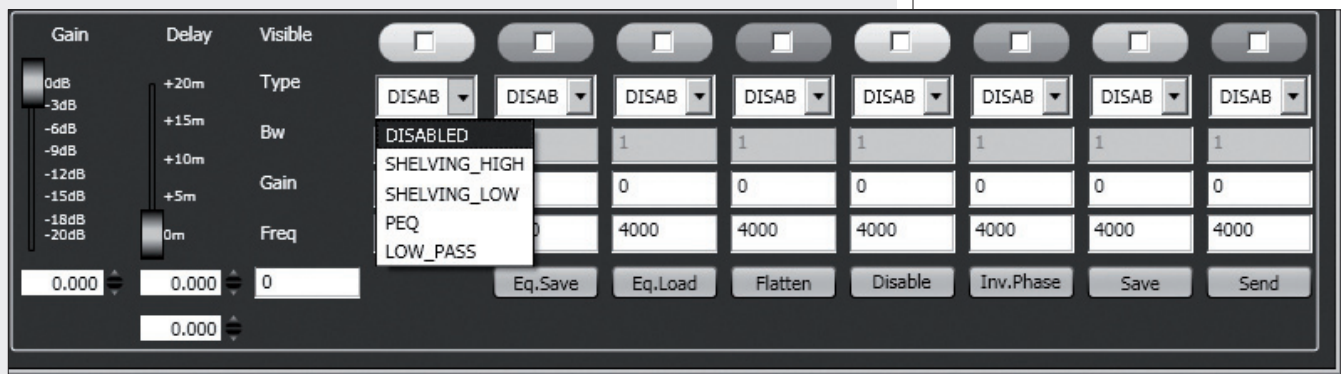 Gain Delay Visible
0dB +20m Type DISAB DISAB DISAB DISAB DISAB DISAB DISAB DISAB
-3dB
-6dB +15m Bw DISABLED 1 1 1 1 1 1
-9dB +10m SHELVING_HIGH
-12dB Gain SHELVING_LOW 0 0 0 0 0 0
-15dB +5m
-18dB PEQ
-20dB 0m Freq LOW_PASS 4000 4000 4000 4000 4000 4000
0.000 0.000 0 Eq.Save Eq.Load Flatten Disable Inv.Phase Save Send
0.000